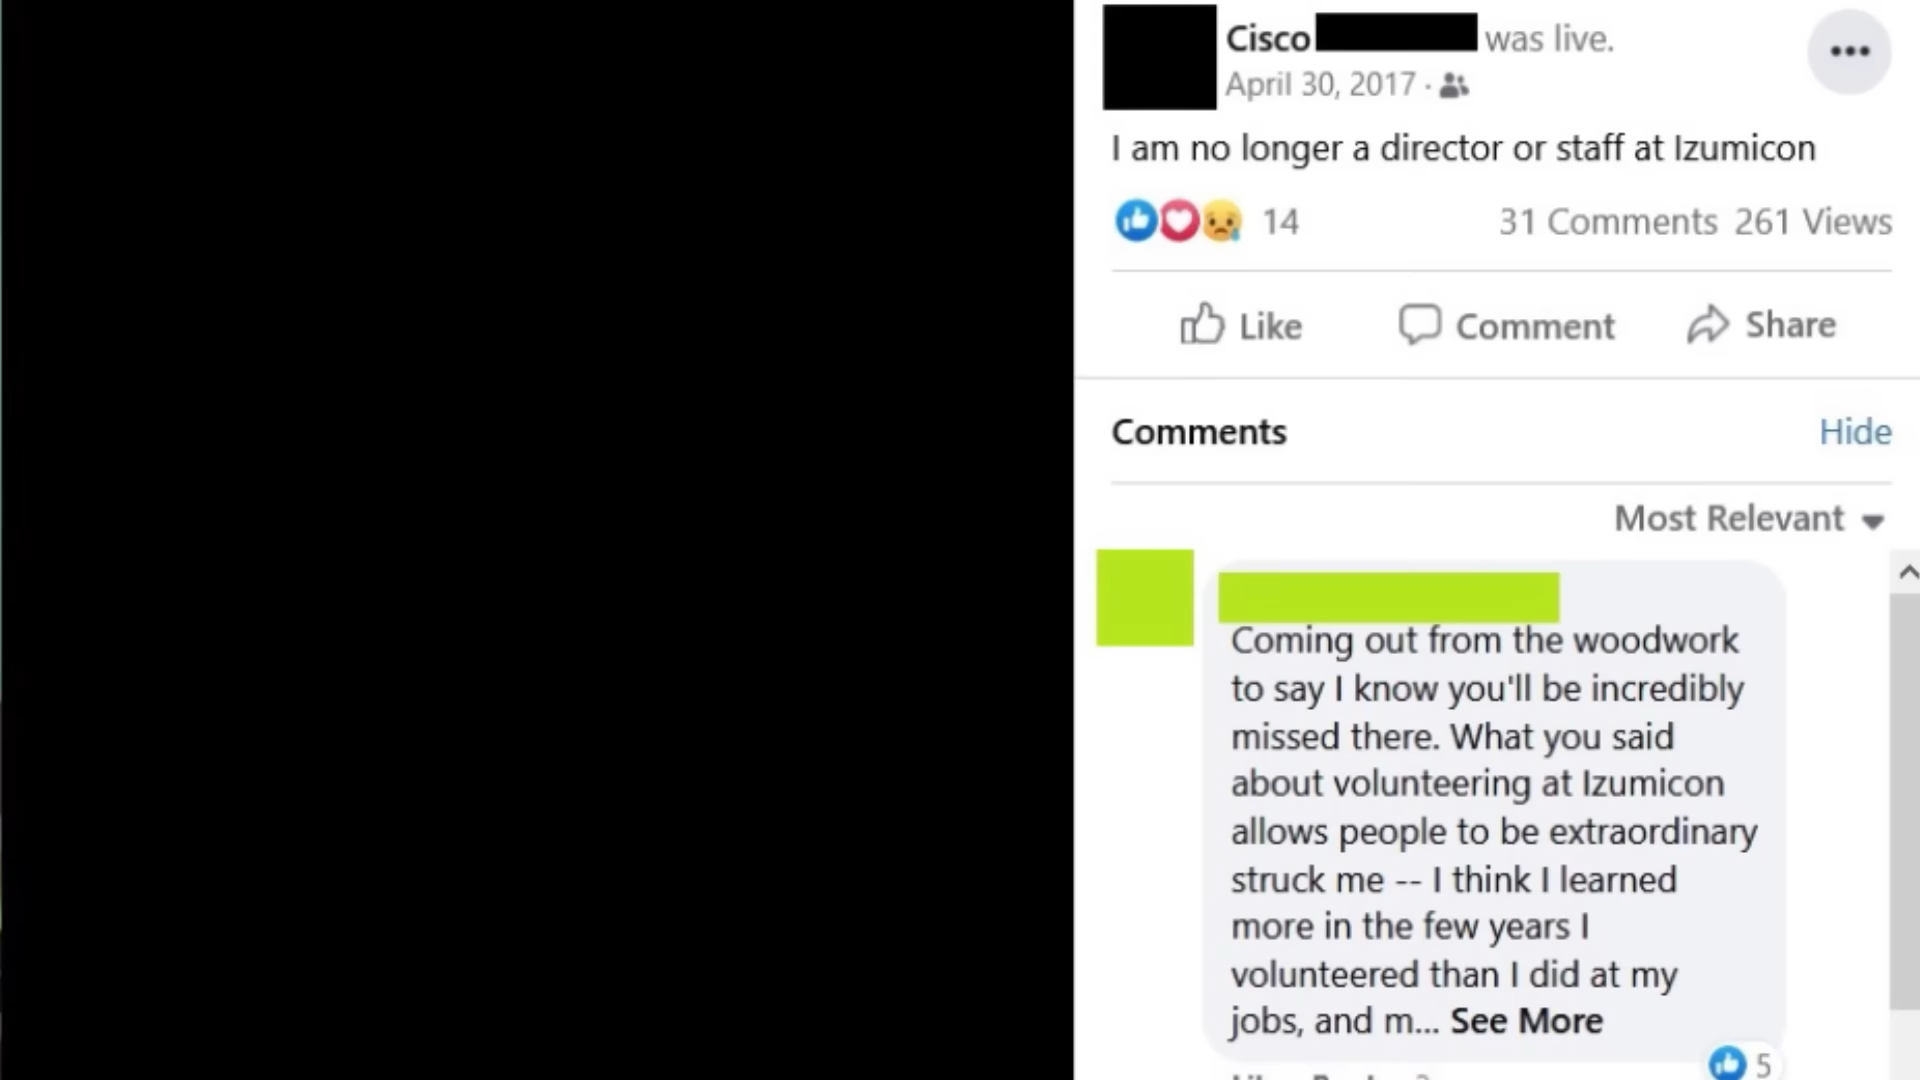 Cisco was live.
April 30, 2017 ·
I am no longer a director or staff at Izumicon
14 31 Comments 261 Views
Like Comment Share
Comments Hide
Most Relevant
Coming out from the woodwork
to say I know you'll be incredibly
missed there. What you said
about volunteering at Izumicon
allows people to be extraordinary
struck me -- I think I learned
more in the few years I
volunteered than I did at my
jobs, and m... See More
5